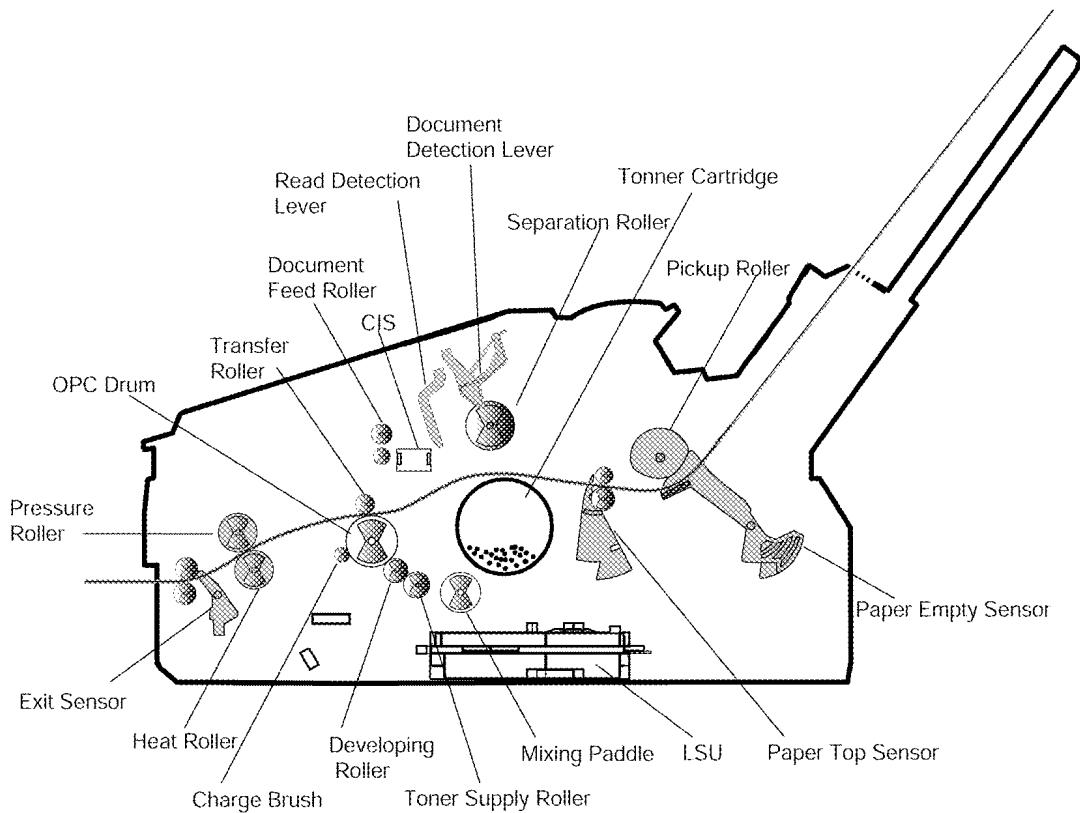 Document
Detection Lever
Read Detection
Lever
Tonner Cartridge
Separation Roller
Document
Feed Roller
Pickup Roller
CIS
Transfer
Roller
OPC Drum
Pressure
Roller
Paper Empty Sensor
Exit Sensor
Heat Roller
Developing
Roller
Mixing Paddle
LSU
Paper Top Sensor
Charge Brush
Toner Supply Roller